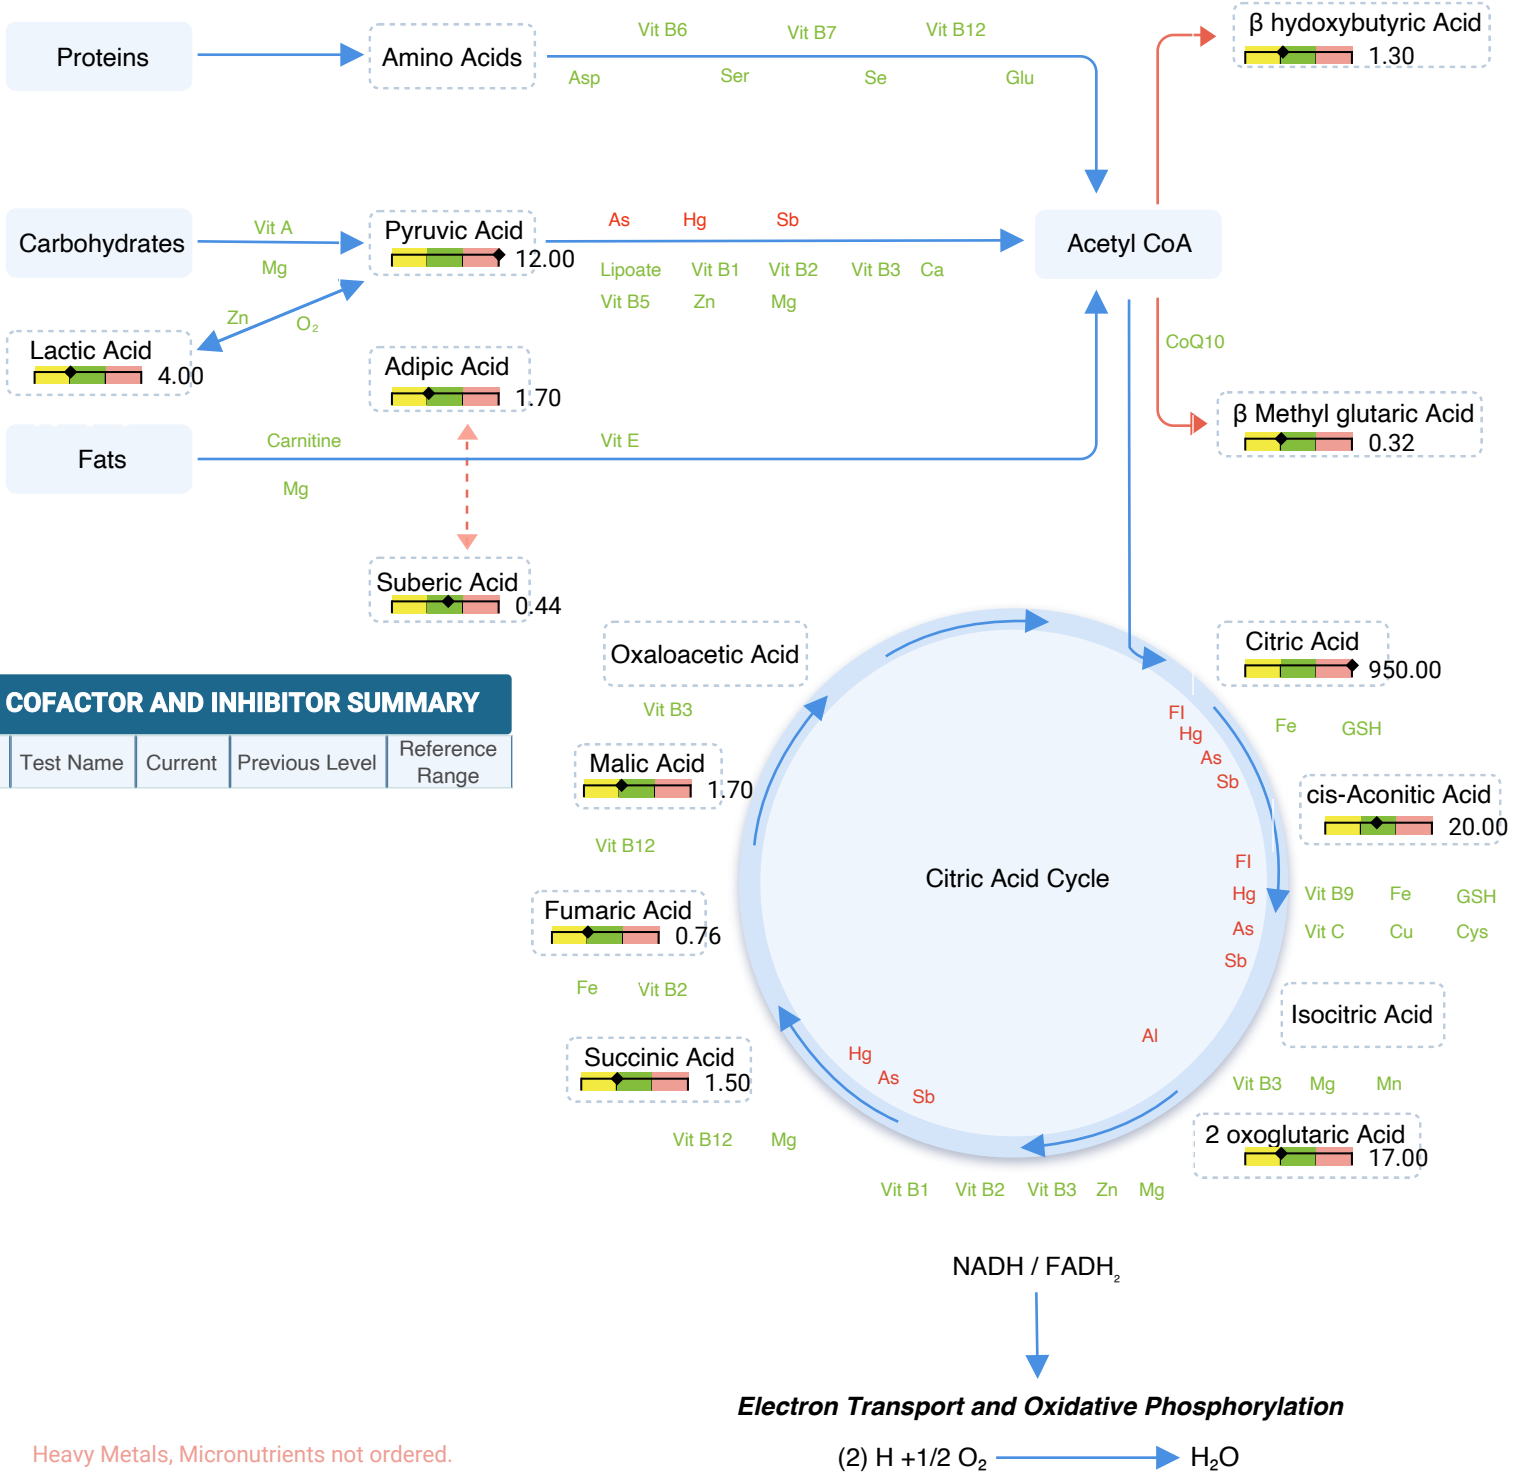 Proteins
Amino Acids
Vit B6 Vit B7 Vit B12
Asp Ser Se Glu
β hydoxybutyric Acid
1.30
Carbohydrates
Vit A
Mg
Pyruvic Acid
12.00
As Hg Sb
Lipoate Vit B1 Vit B2 Vit B3 Ca
Vit B5 Zn Mg
Acetyl CoA
Zn O₂
Lactic Acid
4.00
Adipic Acid
1.70
CoQ10
β Methyl glutaric Acid
0.32
Fats
Carnitine
Mg
Vit E
Suberic Acid
0.44
COFACTOR AND INHIBITOR SUMMARY
Test Name Current Previous Level Reference
Range
Oxaloacetic Acid
Vit B3
Malic Acid
1.70
Vit B12
Fumaric Acid
0.76
Fe Vit B2
Succinic Acid
1.50
Vit B12 Mg
Citric Acid Cycle
Citric Acid
950.00
Fe GSH
Fl
Hg
As
Sb
cis-Aconitic Acid
20.00
Fl
Hg
As
Sb
Vit B9 Fe GSH
Vit C Cu Cys
Isocitric Acid
Al
Vit B3 Mg Mn
2 oxoglutaric Acid
17.00
Hg
As
Sb
Vit B1 Vit B2 Vit B3 Zn Mg
NADH / FADH₂
Electron Transport and Oxidative Phosphorylation
(2) H +1/2 O₂ H₂O
Heavy Metals, Micronutrients not ordered.